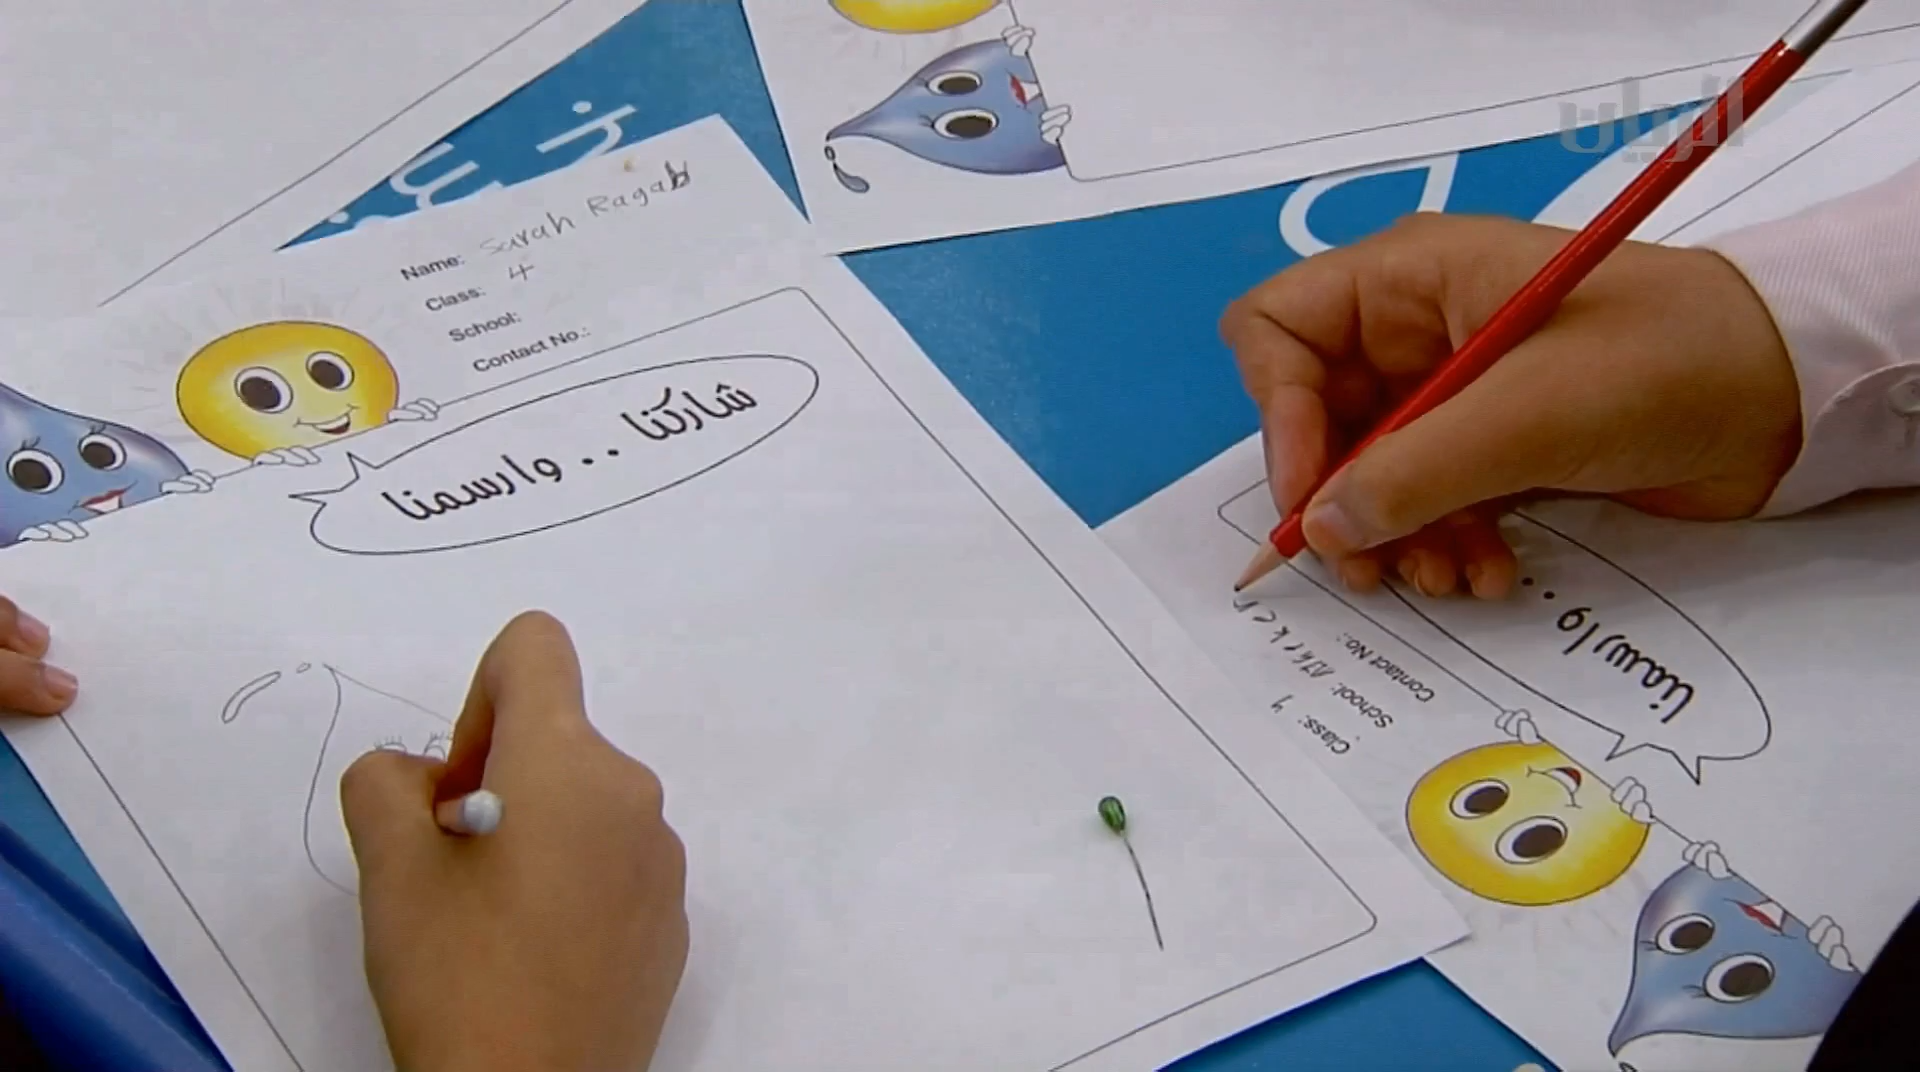 الريان
Name: Sarah Ragab
Class: 4
School:
Contact No.:
شاركنا .. وارسمنا
وارسمنا ..
Contact No.:
School:
Class: 4